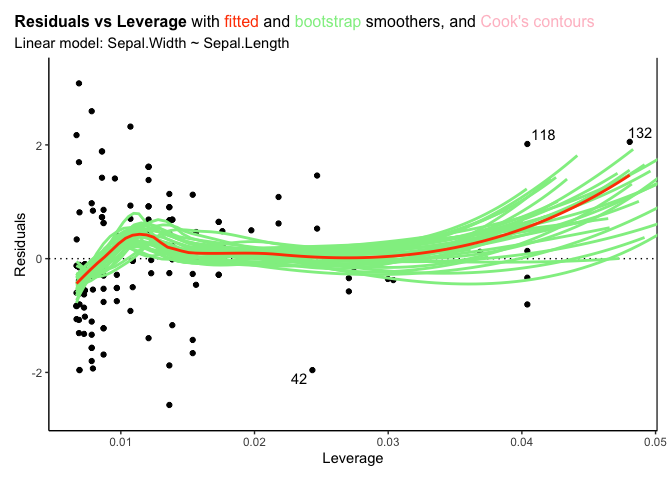 Residuals vs Leverage with fitted and bootstrap smoothers, and Cook's contours
Linear model: Sepal.Width ~ Sepal.Length
118
132
2
Residuals
0
42
-2
0.01 0.02 0.03 0.04 0.05
Leverage